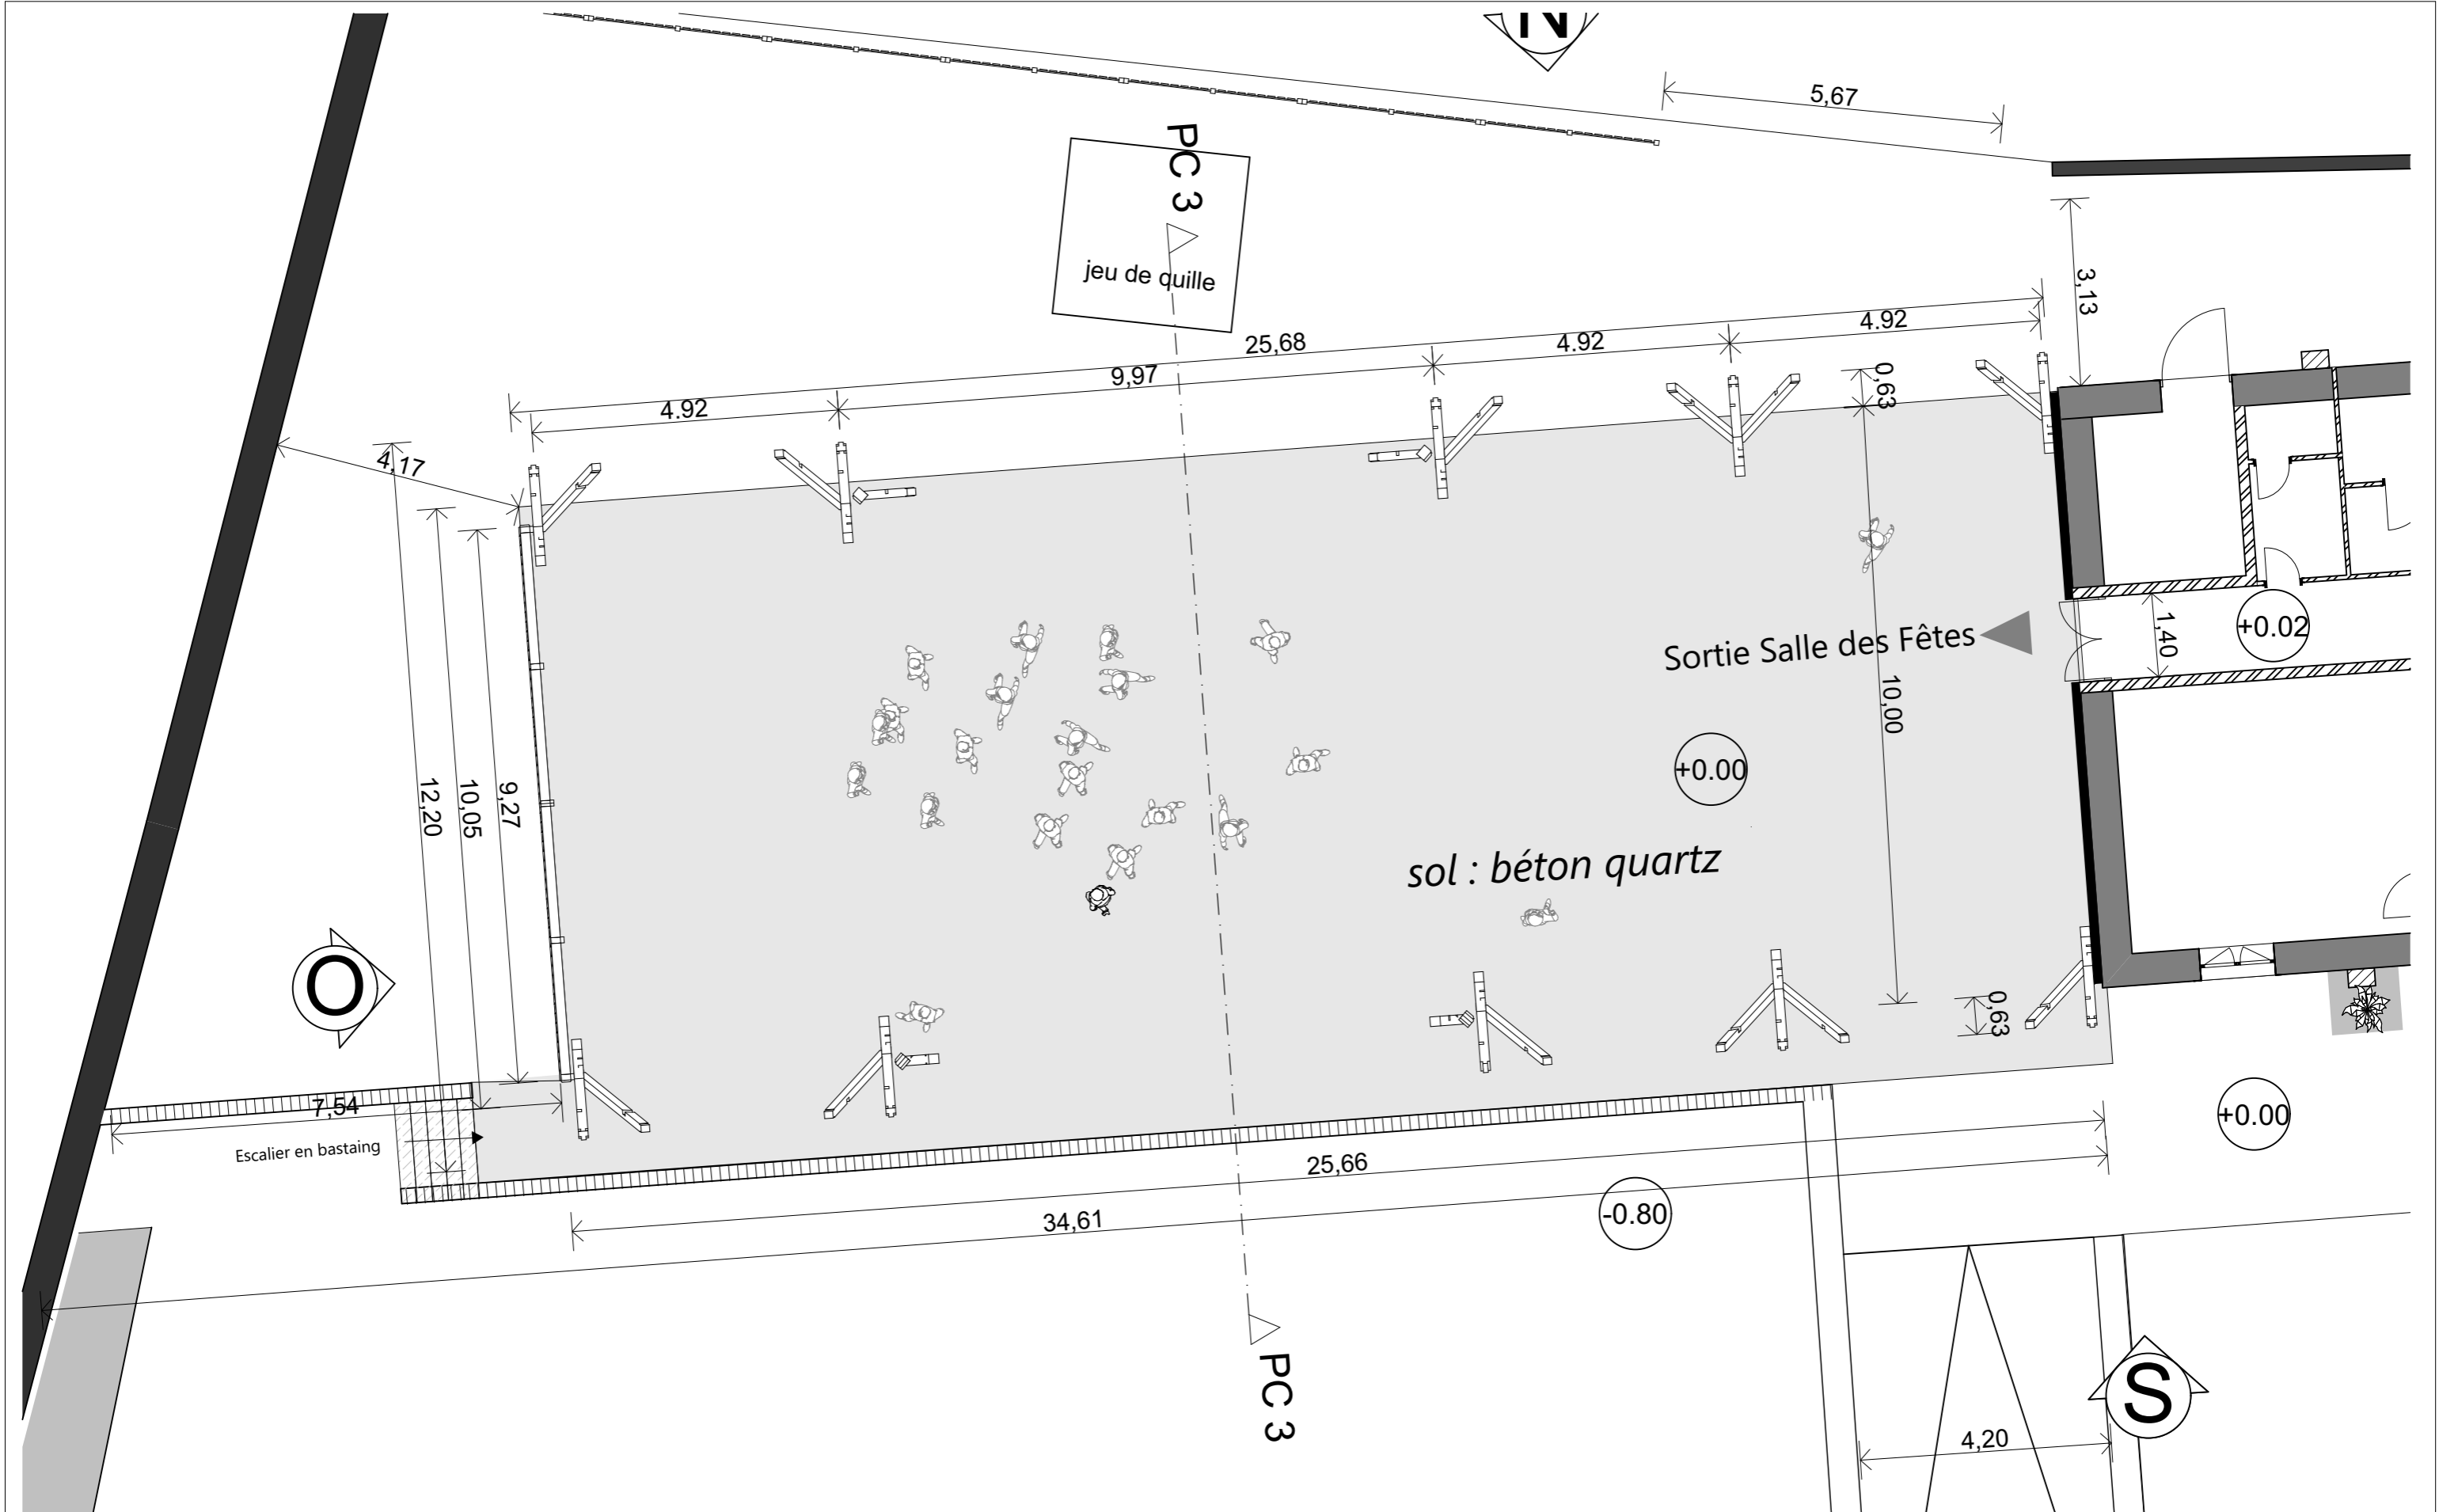 N
5,67
PC 3
jeu de quille
3,13
25,68
4.92
4.92
9,97
4.92
0,63
4,17
1,40
+0.02
Sortie Salle des Fêtes
10,00
+0.00
12,20
10,05
9,27
sol : béton quartz
O
0,63
7,54
+0.00
Escalier en bastaing
25,66
34,61
-0.80
PC 3
S
4,20